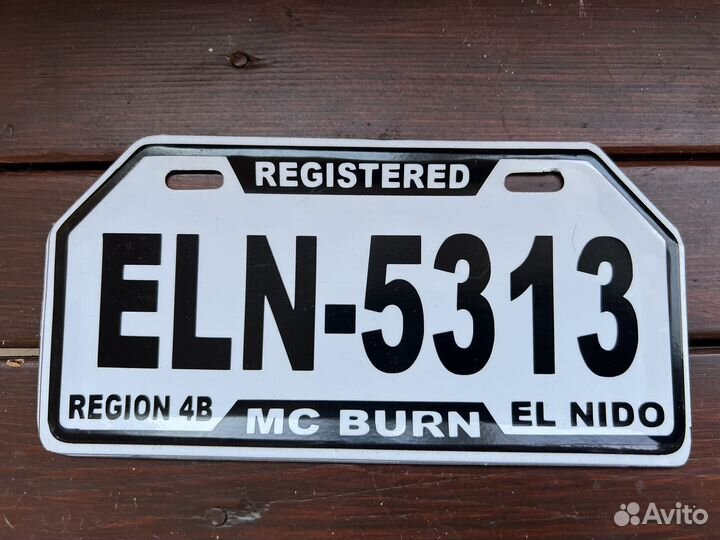 REGISTERED
ELN-5313
REGION 4B MC BURN EL NIDO
Avito